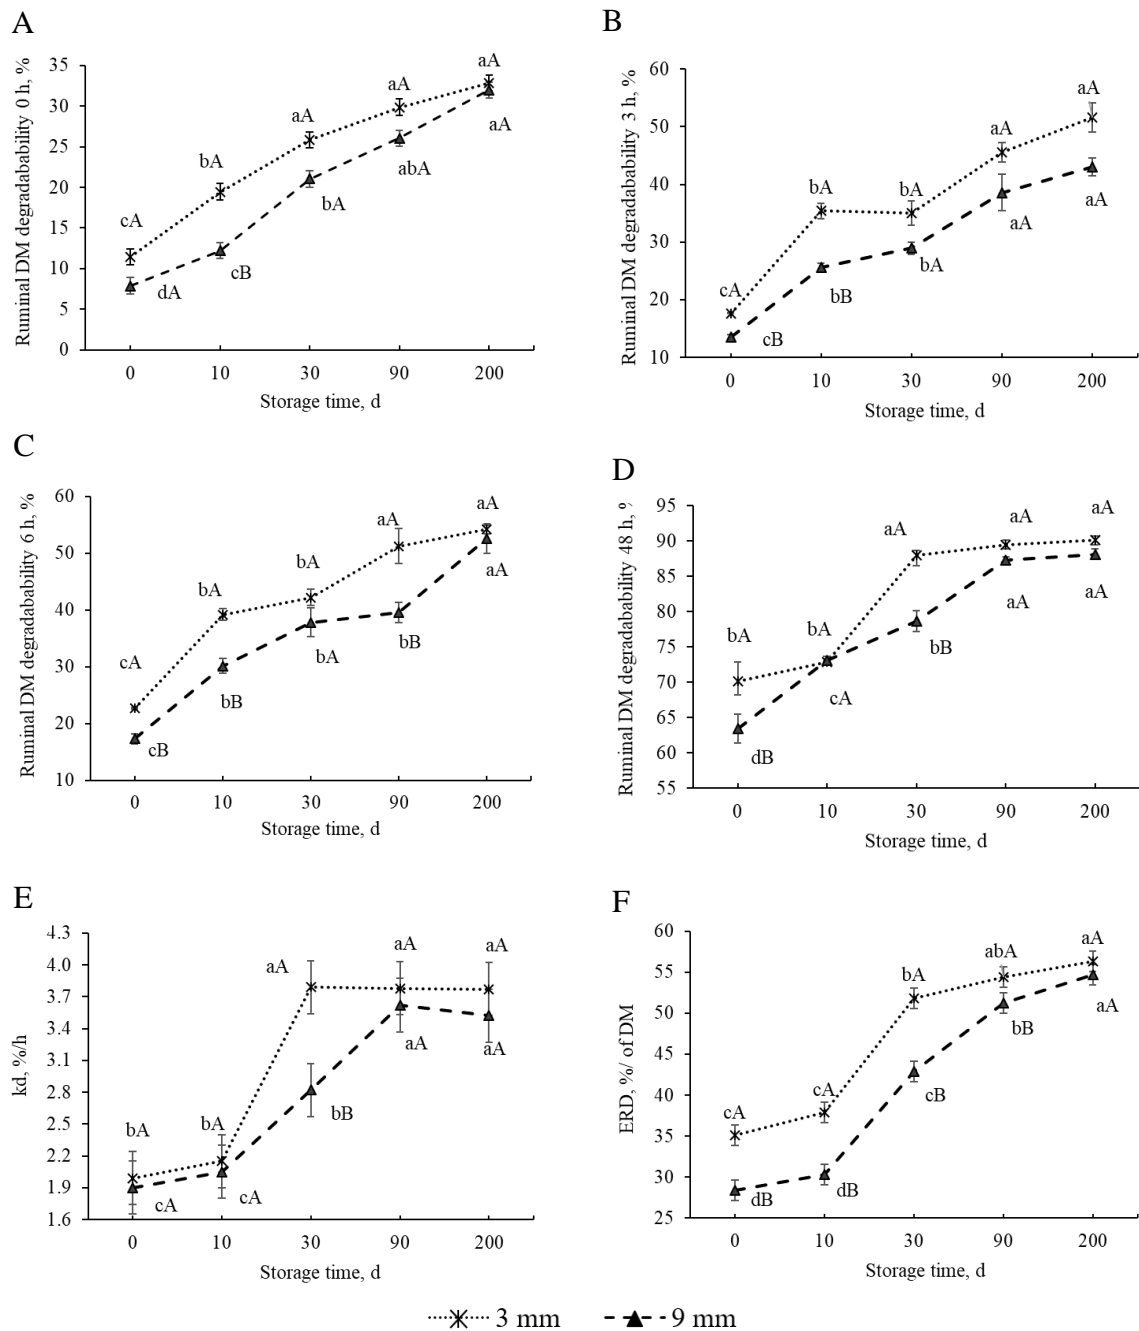 A
Ruminal DM degradabability 0 h, %
35
30
25
20
15
10
5
0
cA
bA
aA
aA
aA
dA
cB
bA
abA
aA
0 10 30 90 200
Storage time, d
B
Ruminal DM degradabability 3 h, %
60
50
40
30
20
10
cA
bA
bA
aA
aA
cB
bB
bA
aA
aA
0 10 30 90 200
Storage time, d
C
Ruminal DM degradabability 6 h, %
60
50
40
30
20
10
cA
bA
bA
aA
aA
cB
bB
bA
bB
aA
0 10 30 90 200
Storage time, d
D
Ruminal DM degradabability 48 h,
95
90
85
80
75
70
65
60
55
bA
bA
aA
aA
aA
dB
cA
bB
aA
aA
0 10 30 90 200
Storage time, d
E
kd, %/h
4.3
4.0
3.7
3.4
3.1
2.8
2.5
2.2
1.9
1.6
bA
bA
aA
aA
aA
cA
cA
bB
aA
aA
0 10 30 90 200
Storage time, d
F
ERD, %/ of DM
60
55
50
45
40
35
30
25
cA
cA
bA
abA
aA
dB
dB
cB
bB
aA
0 10 30 90 200
Storage time, d
3 mm 9 mm